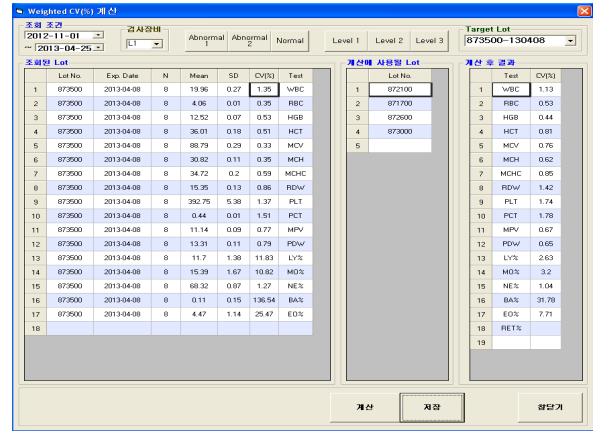 Weighted CV(%) 계산
조회 조건
2012-11-01
~ 2013-04-25
검사장비
L1
Abnormal 1
Abnormal 2
Normal
Level 1
Level 2
Level 3
Target Lot
873500-130408
조회된 Lot
Lot No. Exp. Date N Mean SD CV(%) Test
1 873500 2013-04-08 8 19.96 0.27 1.35 WBC
2 873500 2013-04-08 8 4.06 0.01 0.35 RBC
3 873500 2013-04-08 8 12.52 0.07 0.53 HGB
4 873500 2013-04-08 8 36.01 0.18 0.51 HCT
5 873500 2013-04-08 8 88.79 0.29 0.33 MCV
6 873500 2013-04-08 8 30.82 0.11 0.35 MCH
7 873500 2013-04-08 8 34.72 0.2 0.59 MCHC
8 873500 2013-04-08 8 15.35 0.13 0.86 RDW
9 873500 2013-04-08 8 392.75 5.38 1.37 PLT
10 873500 2013-04-08 8 0.44 0.01 1.51 PCT
11 873500 2013-04-08 8 11.14 0.09 0.77 MPV
12 873500 2013-04-08 8 13.31 0.11 0.79 PDW
13 873500 2013-04-08 8 11.7 1.38 11.83 LY%
14 873500 2013-04-08 8 15.39 1.67 10.82 MO%
15 873500 2013-04-08 8 68.32 0.87 1.27 NE%
16 873500 2013-04-08 8 0.11 0.15 136.54 BA%
17 873500 2013-04-08 8 4.47 1.14 25.47 EO%
18
계산에 사용될 Lot
Lot No.
1 872100
2 871700
3 872600
4 873000
5
계산 후 결과
Test CV(%)
1 WBC 1.13
2 RBC 0.53
3 HGB 0.44
4 HCT 0.81
5 MCV 0.76
6 MCH 0.62
7 MCHC 0.85
8 RDW 1.42
9 PLT 1.74
10 PCT 1.78
11 MPV 0.67
12 PDW 0.65
13 LY% 2.63
14 MO% 3.2
15 NE% 1.04
16 BA% 31.78
17 EO% 7.71
18 RET%
19
계산
저장
창닫기